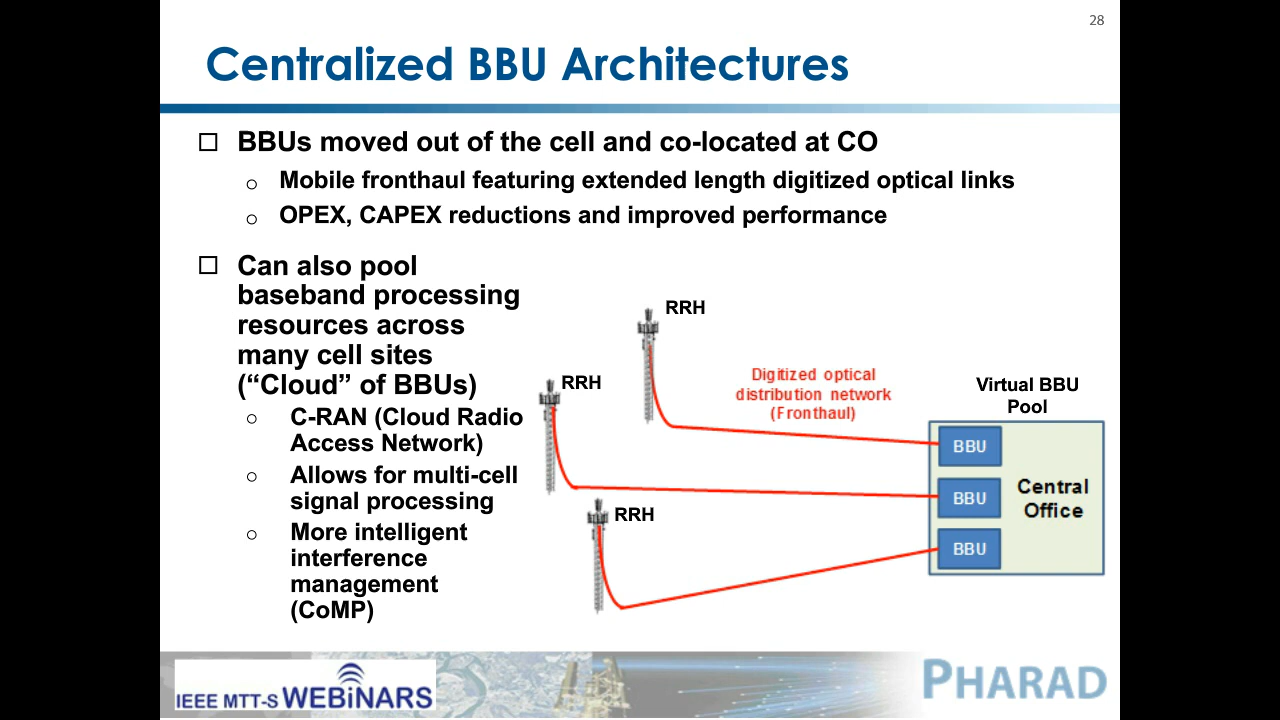 28
Centralized BBU Architectures
BBUs moved out of the cell and co-located at CO
Mobile fronthaul featuring extended length digitized optical links
OPEX, CAPEX reductions and improved performance
Can also pool
baseband processing
resources across
many cell sites
(“Cloud” of BBUs)
C-RAN (Cloud Radio
Access Network)
Allows for multi-cell
signal processing
More intelligent
interference
management
(CoMP)
RRH
RRH
RRH
Digitized optical
distribution network
(Fronthaul)
Virtual BBU
Pool
BBU
BBU
BBU
Central
Office
IEEE MTT-S WEBiNARS
PHARAD